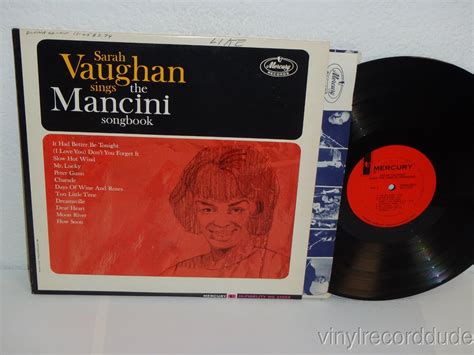 Sarah
Vaughan
sings the
Mancini
songbook
Mercury
RECORDS
It Had Better Be Tonight
(I Love You) Don't You Forget It
Slow Hot Wind
Mr. Lucky
Peter Gunn
Charade
Days Of Wine And Roses
Too Little Time
Dreamsville
Dear Heart
Moon River
How Soon
MERCURY
HI-FIDELITY
MERCURY
vinylrecorddude